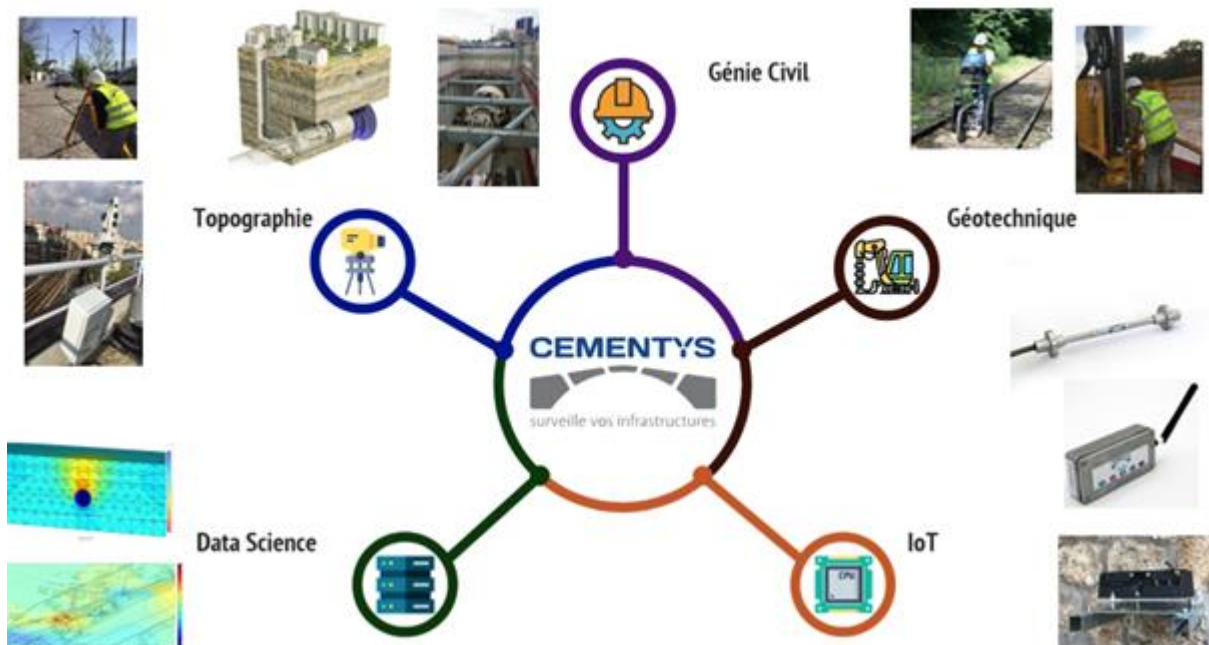 Génie Civil
Topographie
Géotechnique
CEMENTYS
surveille vos infrastructures
Data Science
IoT
CPU